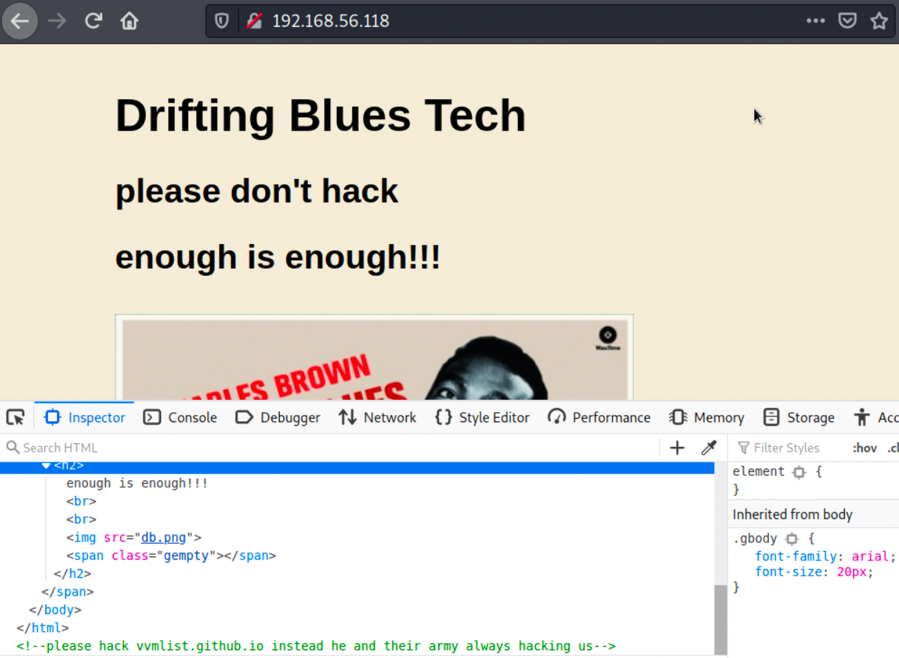 192.168.56.118
Drifting Blues Tech
please don't hack
enough is enough!!!
WaxTime
CHARLES BROWN
Inspector Console Debugger Network Style Editor Performance Memory Storage Acc
Search HTML
Filter Styles :hov .cl
<h2>
enough is enough!!!
<br>
<br>
<img src="db.png">
<span class="gempty"></span>
</h2>
</span>
</body>
</html>
<!--please hack vvmlist.github.io instead he and their army always hacking us-->
element {
}
Inherited from body
.gbody {
font-family: arial;
font-size: 20px;
}